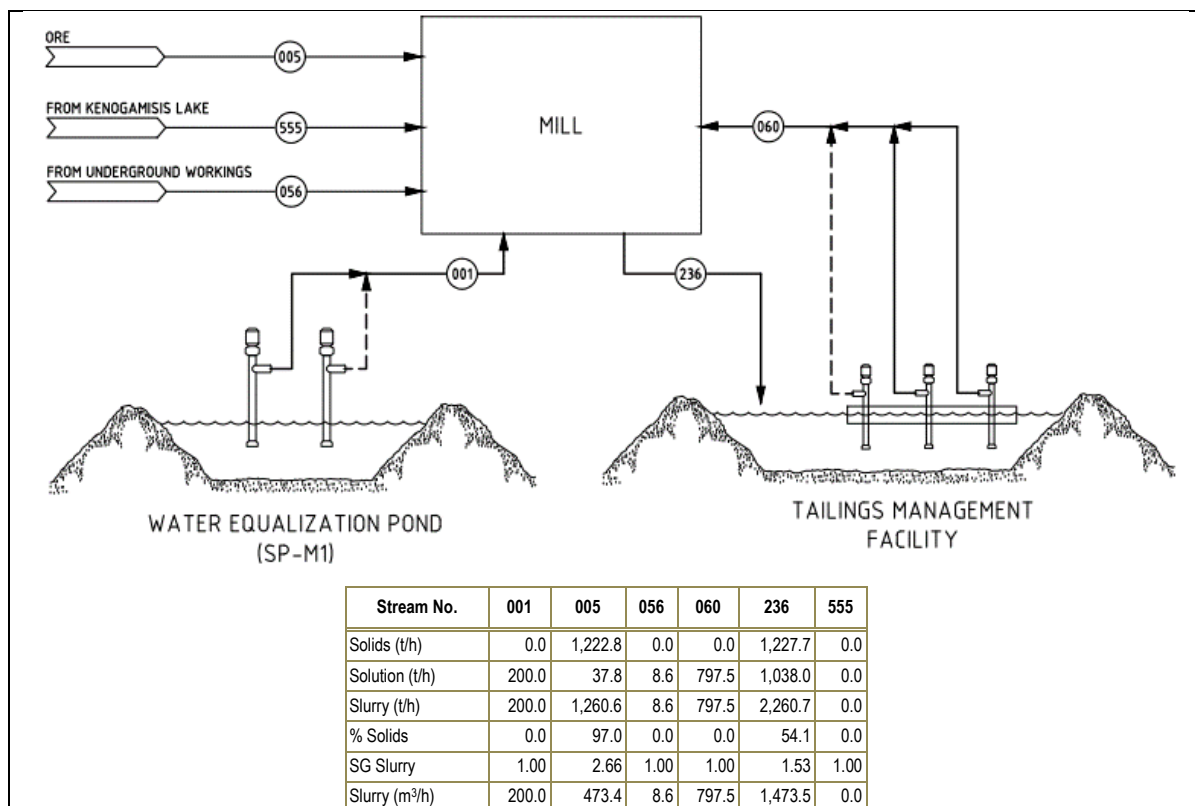 ORE
005
FROM KENOGAMISIS LAKE
555
MILL
060
FROM UNDERGROUND WORKINGS
056
001
236
WATER EQUALIZATION POND
(SP-M1)
TAILINGS MANAGEMENT
FACILITY
Stream No. 001 005 056 060 236 555
Solids (t/h) 0.0 1,222.8 0.0 0.0 1,227.7 0.0
Solution (t/h) 200.0 37.8 8.6 797.5 1,038.0 0.0
Slurry (t/h) 200.0 1,260.6 8.6 797.5 2,260.7 0.0
% Solids 0.0 97.0 0.0 0.0 54.1 0.0
SG Slurry 1.00 2.66 1.00 1.00 1.53 1.00
Slurry (m³/h) 200.0 473.4 8.6 797.5 1,473.5 0.0